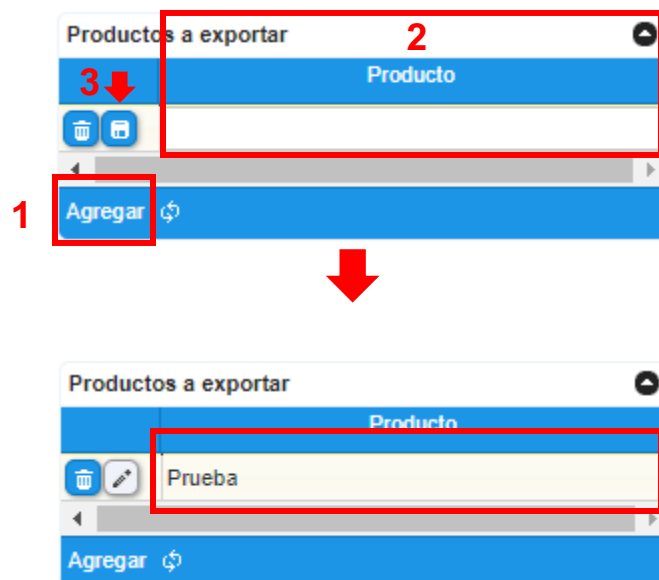 Productos a exportar
2
Producto
3
1
Agregar
Productos a exportar
Producto
Prueba
Agregar